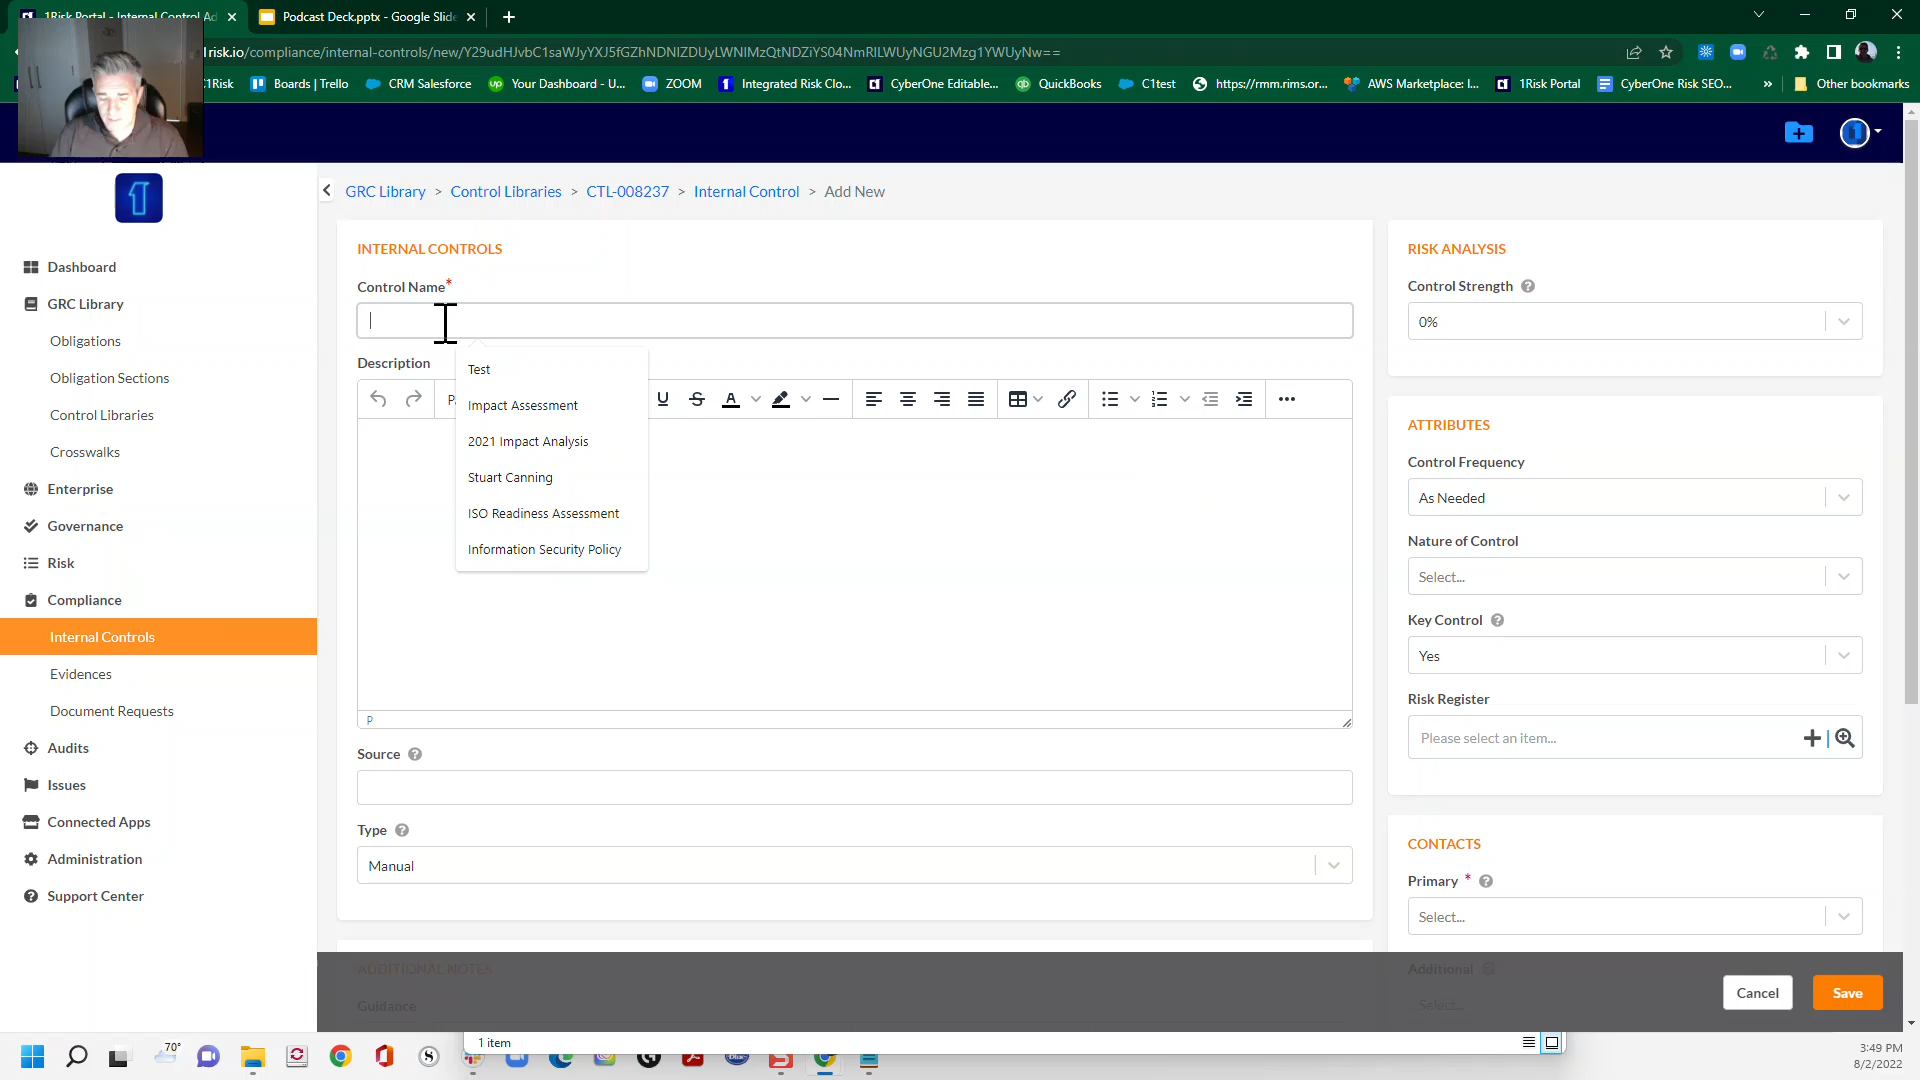 1Risk Portal - Internal Control Ad
Podcast Deck.pptx - Google Slide
1risk.io/compliance/internal-controls/new/Y29udHJvbC1saWJyYXJ5fGZhNDNlZDUyLWNlMzQtNDZiYS04NmRlLWUyNGU2Mzg1YWUyNw==
C1Risk
Boards | Trello
CRM Salesforce
up
Your Dashboard - U...
ZOOM
Integrated Risk Clo...
CyberOne Editable...
QuickBooks
C1test
https://rmm.rims.or...
AWS Marketplace: I...
1Risk Portal
CyberOne Risk SEO...
»
Other bookmarks
GRC Library > Control Libraries > CTL-008237 > Internal Control > Add New
Dashboard
GRC Library
Obligations
Obligation Sections
Control Libraries
Crosswalks
Enterprise
Governance
Risk
Compliance
Internal Controls
Evidences
Document Requests
Audits
Issues
Connected Apps
Administration
Support Center
INTERNAL CONTROLS
Control Name*
Test
Impact Assessment
2021 Impact Analysis
Stuart Canning
ISO Readiness Assessment
Information Security Policy
Description
P
Source
Type
Manual
ADDITIONAL NOTES
Guidance
RISK ANALYSIS
Control Strength
0%
ATTRIBUTES
Control Frequency
As Needed
Nature of Control
Select...
Key Control
Yes
Risk Register
Please select an item...
CONTACTS
Primary *
Select...
Additional
Select...
Cancel
Save
70°
1 item
3:49 PM
8/2/2022